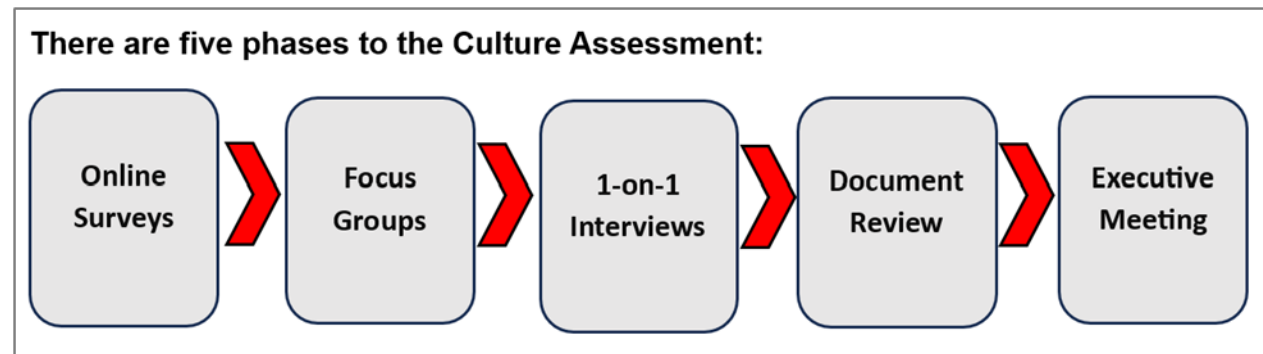 There are five phases to the Culture Assessment:
Online
Surveys
Focus
Groups
1-on-1
Interviews
Document
Review
Executive
Meeting